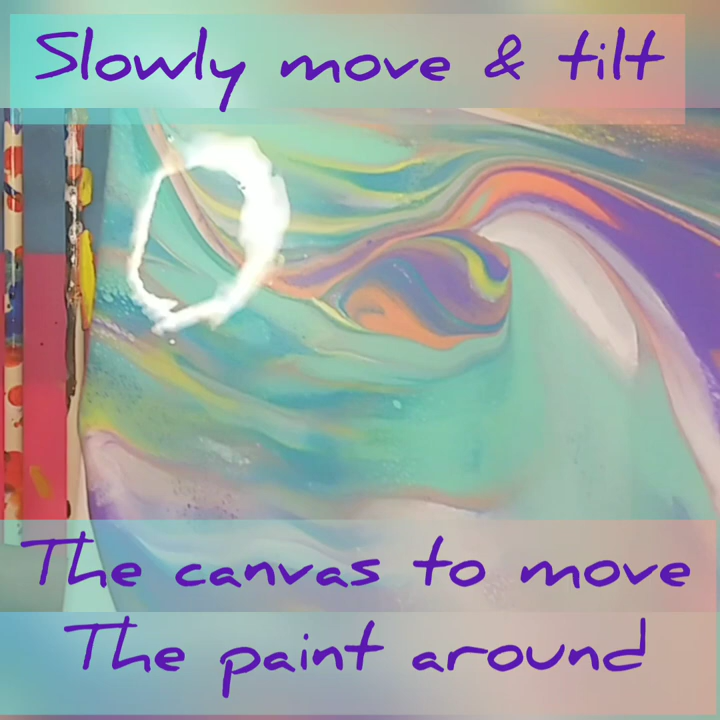 Slowly move & tilt
The canvas to move
The paint around